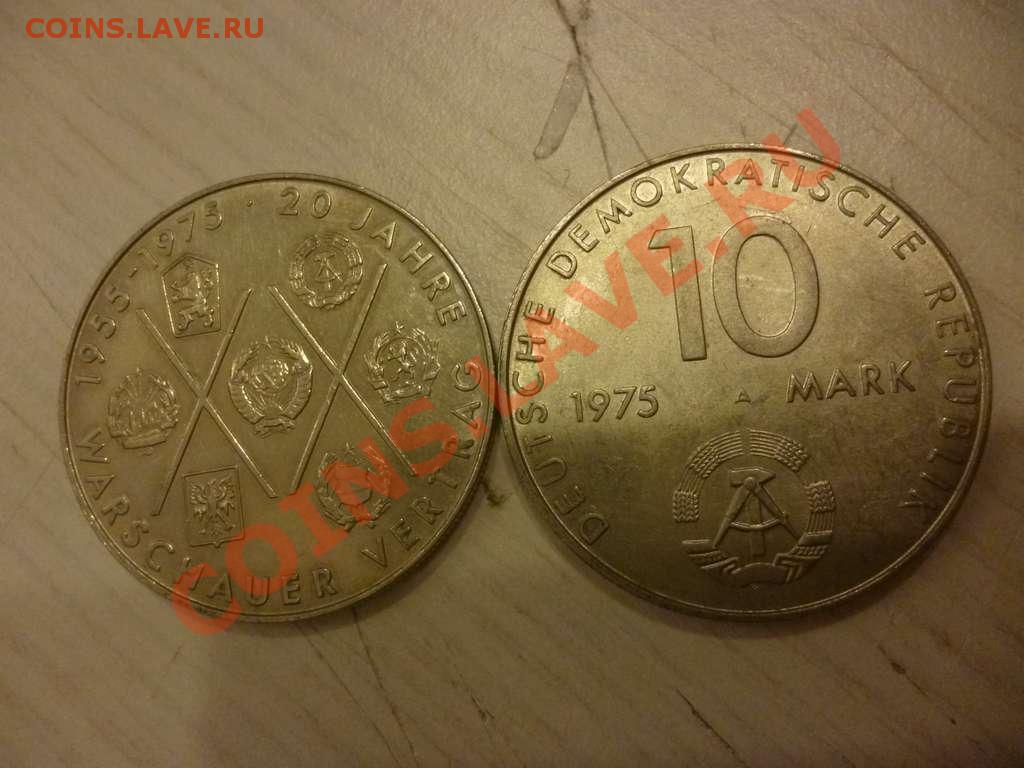 COINS.LAVE.RU
1955-1975 · 20 JAHRE
WARSCHAUER VERTRAG
DEUTSCHE DEMOKRATISCHE REPUBLIK
10
1975 A MARK
COINS.LAVE.RU